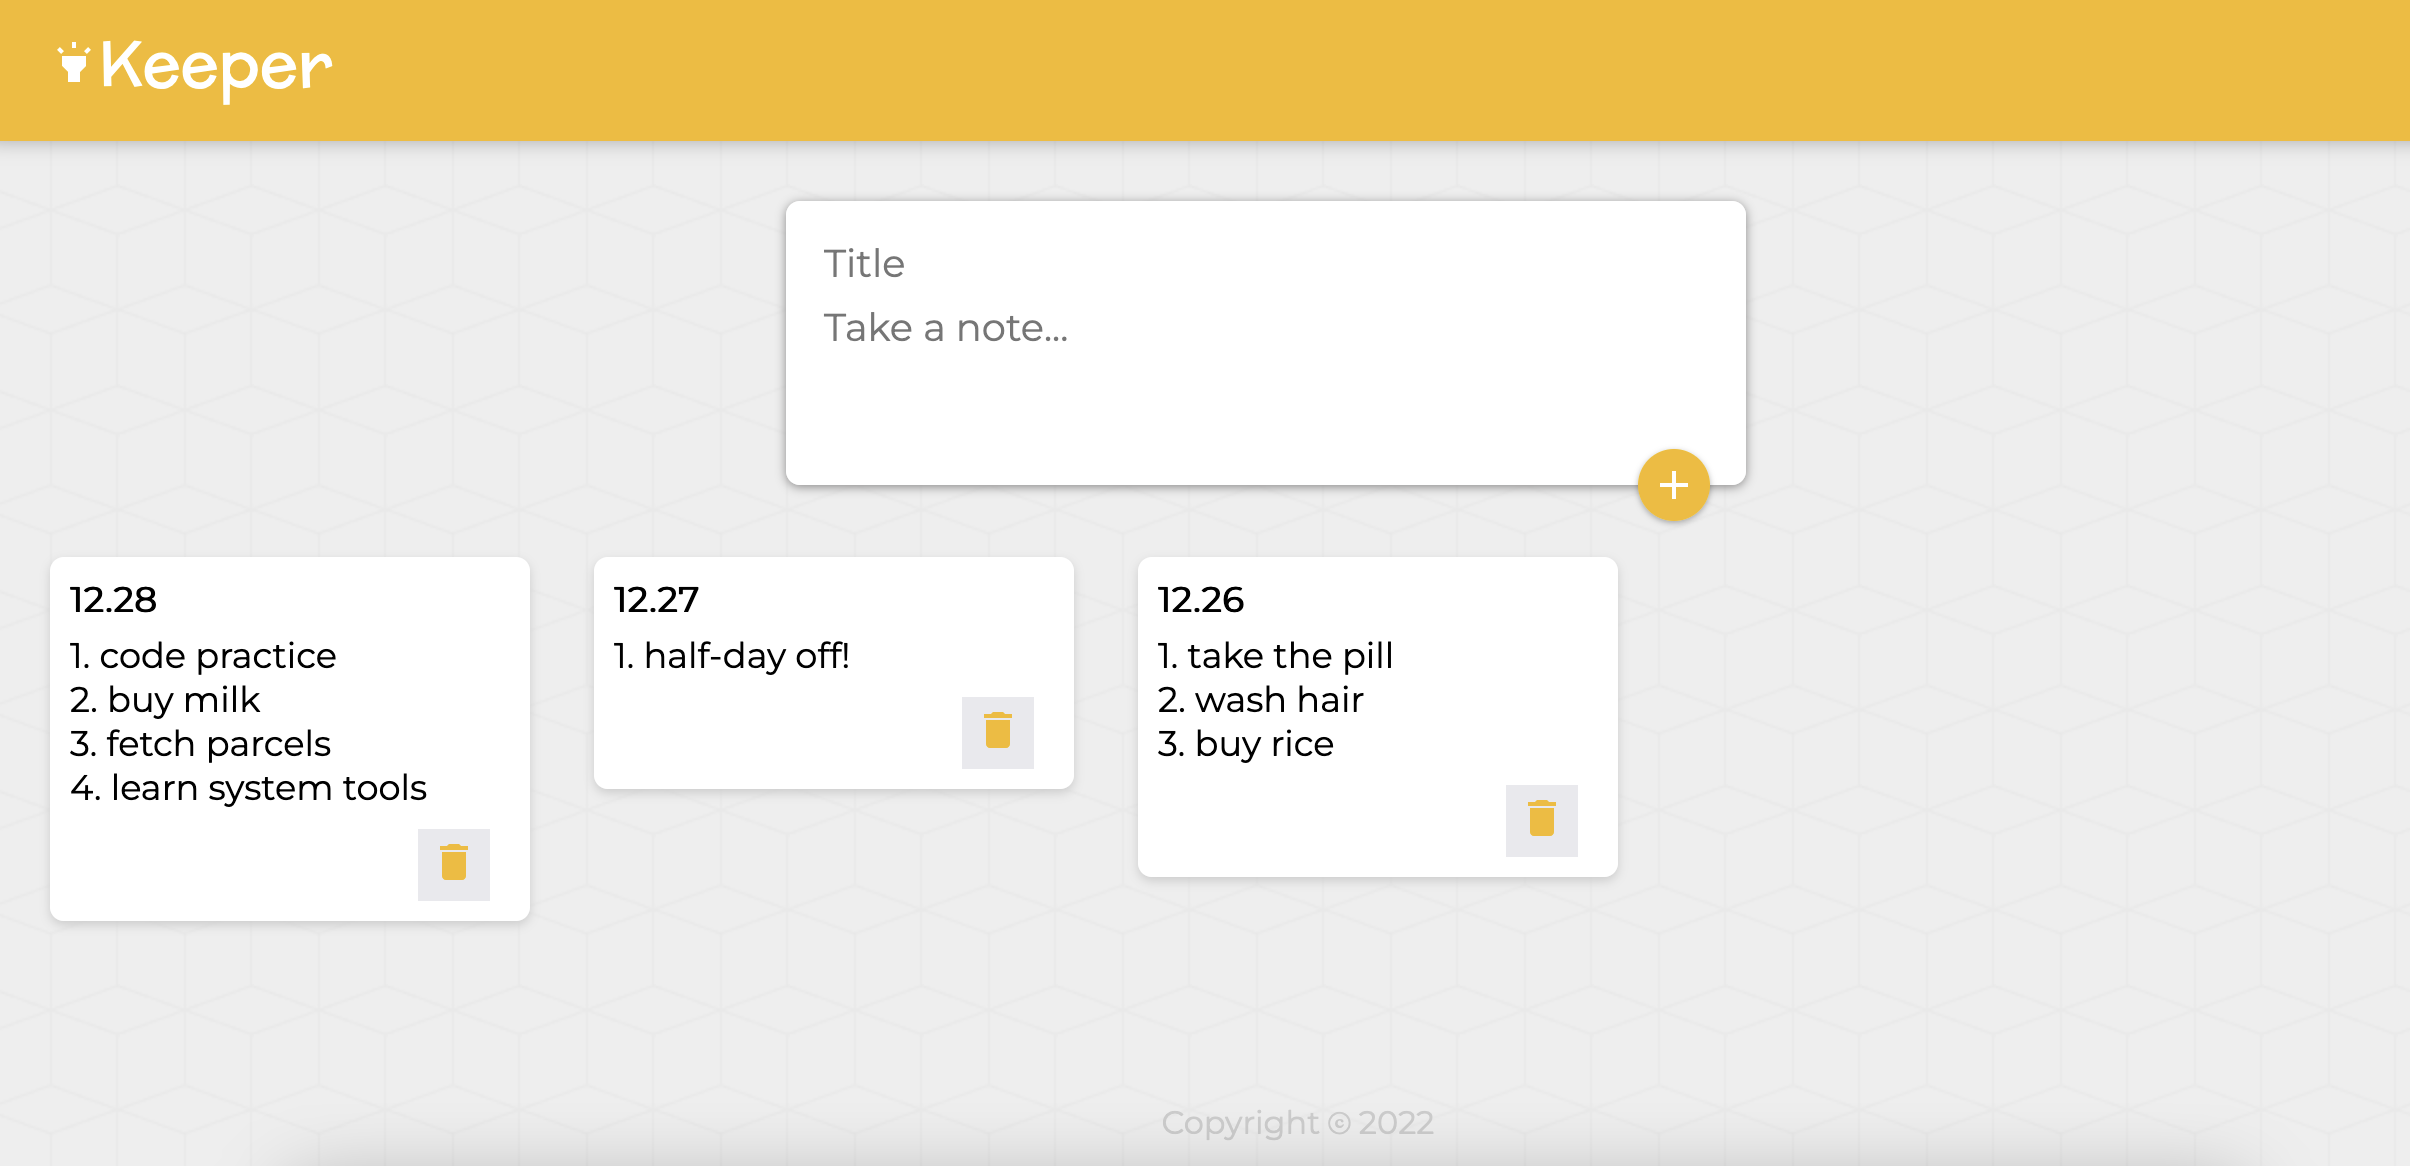 Keeper
Title
Take a note...
12.28
1. code practice
2. buy milk
3. fetch parcels
4. learn system tools
12.27
1. half-day off!
12.26
1. take the pill
2. wash hair
3. buy rice
Copyright © 2022